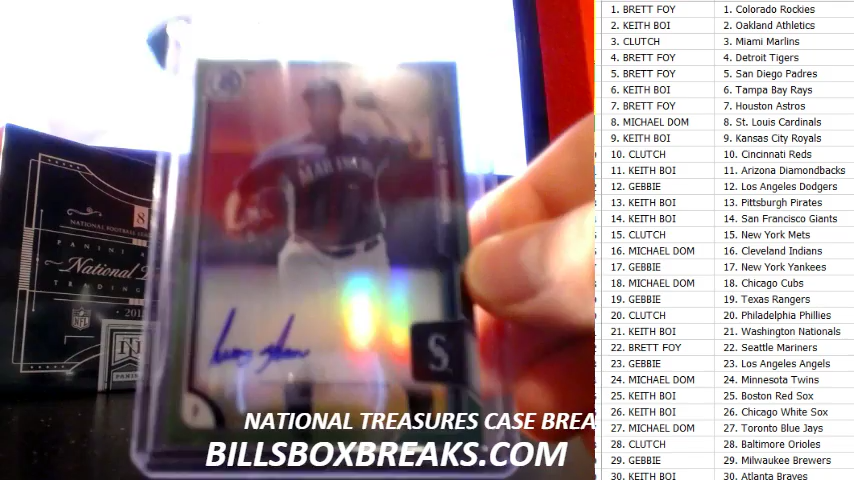 MARINERS
S
8
NATIONAL FOOTBALL LEAGUE
PANINI
National
NFL
NT
PANINI
NATIONAL TREASURES CASE BREA
BILLSBOXBREAKS.COM
1. BRETT FOY 1. Colorado Rockies
2. KEITH BOI 2. Oakland Athletics
3. CLUTCH 3. Miami Marlins
4. BRETT FOY 4. Detroit Tigers
5. BRETT FOY 5. San Diego Padres
6. KEITH BOI 6. Tampa Bay Rays
7. BRETT FOY 7. Houston Astros
8. MICHAEL DOM 8. St. Louis Cardinals
9. KEITH BOI 9. Kansas City Royals
10. CLUTCH 10. Cincinnati Reds
11. KEITH BOI 11. Arizona Diamondbacks
12. GEBBIE 12. Los Angeles Dodgers
13. KEITH BOI 13. Pittsburgh Pirates
14. KEITH BOI 14. San Francisco Giants
15. CLUTCH 15. New York Mets
16. MICHAEL DOM 16. Cleveland Indians
17. GEBBIE 17. New York Yankees
18. MICHAEL DOM 18. Chicago Cubs
19. GEBBIE 19. Texas Rangers
20. CLUTCH 20. Philadelphia Phillies
21. KEITH BOI 21. Washington Nationals
22. BRETT FOY 22. Seattle Mariners
23. GEBBIE 23. Los Angeles Angels
24. MICHAEL DOM 24. Minnesota Twins
25. KEITH BOI 25. Boston Red Sox
26. KEITH BOI 26. Chicago White Sox
27. MICHAEL DOM 27. Toronto Blue Jays
28. CLUTCH 28. Baltimore Orioles
29. GEBBIE 29. Milwaukee Brewers
30. KEITH BOI 30. Atlanta Braves